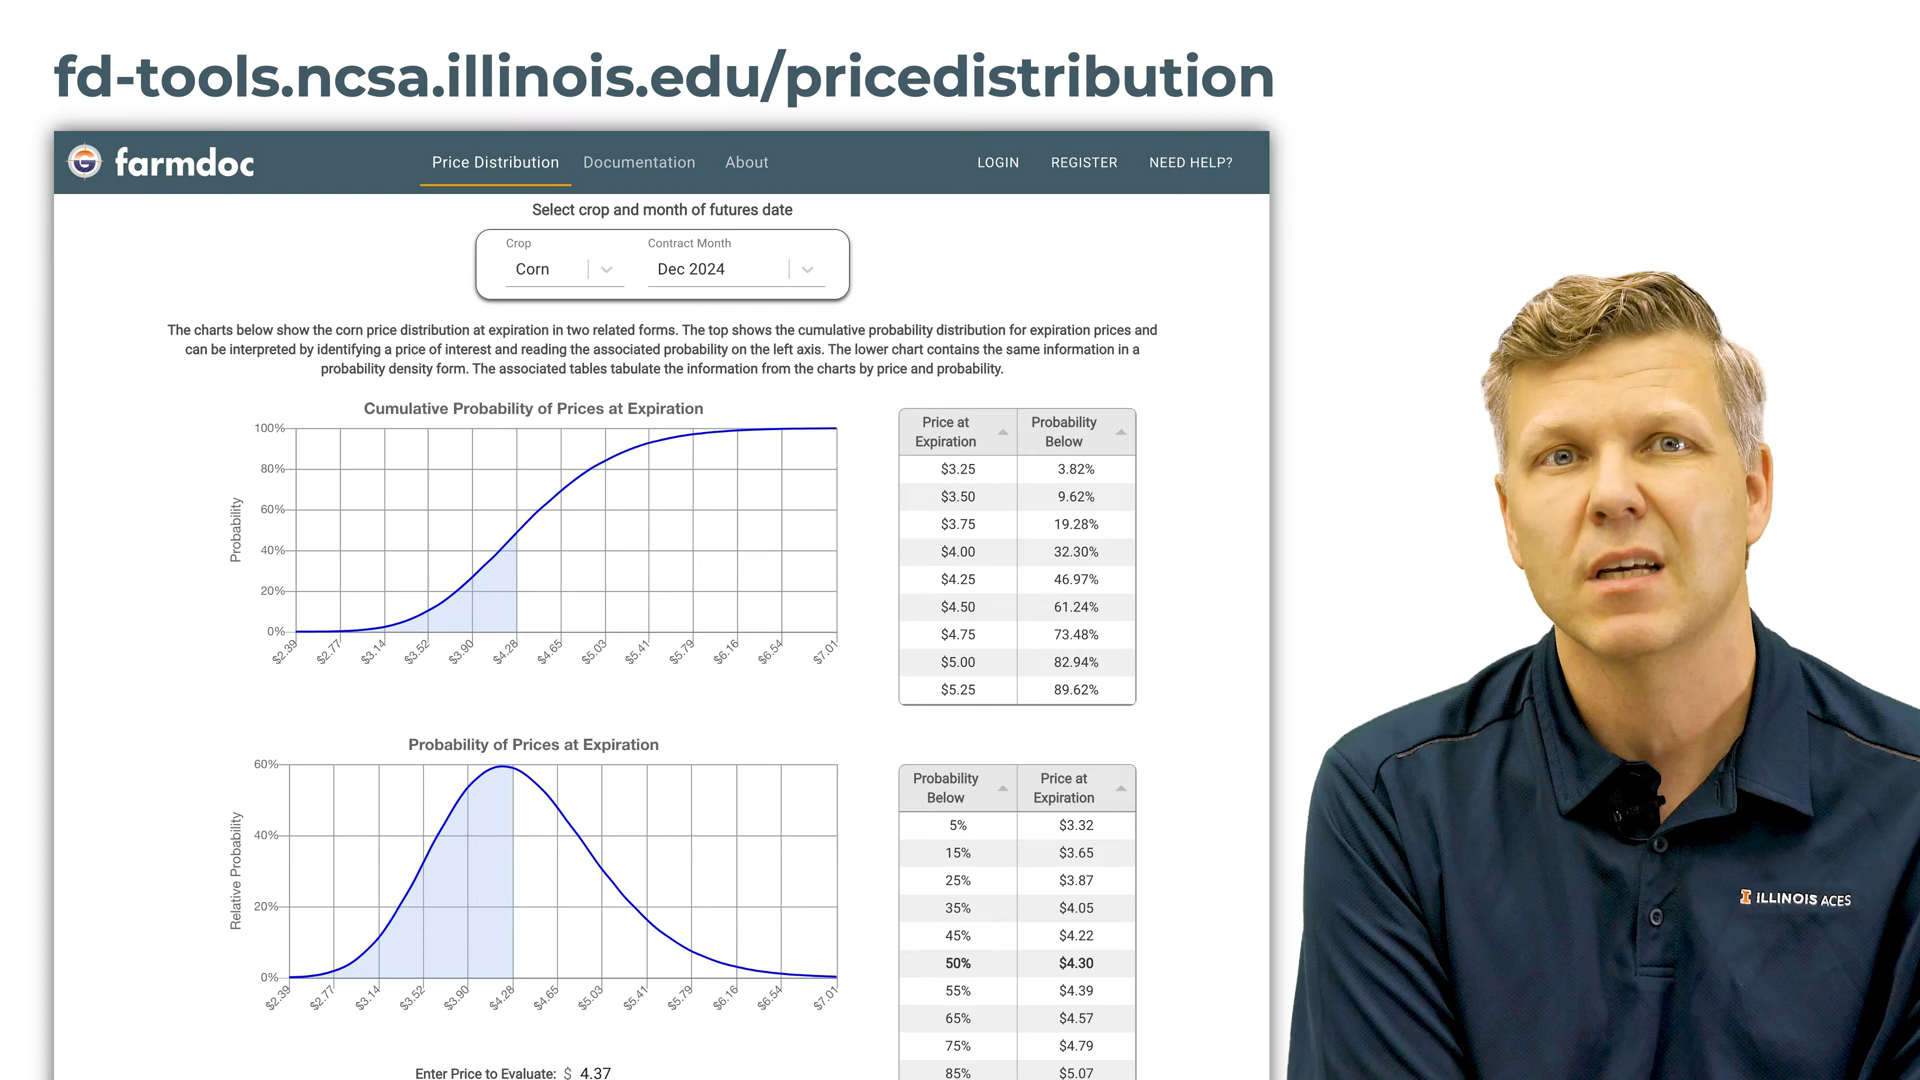 fd-tools.ncsa.illinois.edu/pricedistribution
farmdoc
Price Distribution
Documentation
About
LOGIN
REGISTER
NEED HELP?
Select crop and month of futures date
Crop
Contract Month
Corn
Dec 2024
The charts below show the corn price distribution at expiration in two related forms. The top shows the cumulative probability distribution for expiration prices and
can be interpreted by identifying a price of interest and reading the associated probability on the left axis. The lower chart contains the same information in a
probability density form. The associated tables tabulate the information from the charts by price and probability.
Cumulative Probability of Prices at Expiration
Probability
100%
80%
60%
40%
20%
0%
$2.39 $2.77 $3.14 $3.52 $3.90 $4.28 $4.65 $5.03 $5.41 $5.79 $6.16 $6.54 $7.01
Price at Expiration Probability Below
$3.25 3.82%
$3.50 9.62%
$3.75 19.28%
$4.00 32.30%
$4.25 46.97%
$4.50 61.24%
$4.75 73.48%
$5.00 82.94%
$5.25 89.62%
Probability of Prices at Expiration
Relative Probability
60%
40%
20%
0%
$2.39 $2.77 $3.14 $3.52 $3.90 $4.28 $4.65 $5.03 $5.41 $5.79 $6.16 $6.54 $7.01
Probability Below Price at Expiration
5% $3.32
15% $3.65
25% $3.87
35% $4.05
45% $4.22
50% $4.30
55% $4.39
65% $4.57
75% $4.79
85% $5.07
Enter Price to Evaluate: $ 4.37
I ILLINOIS ACES